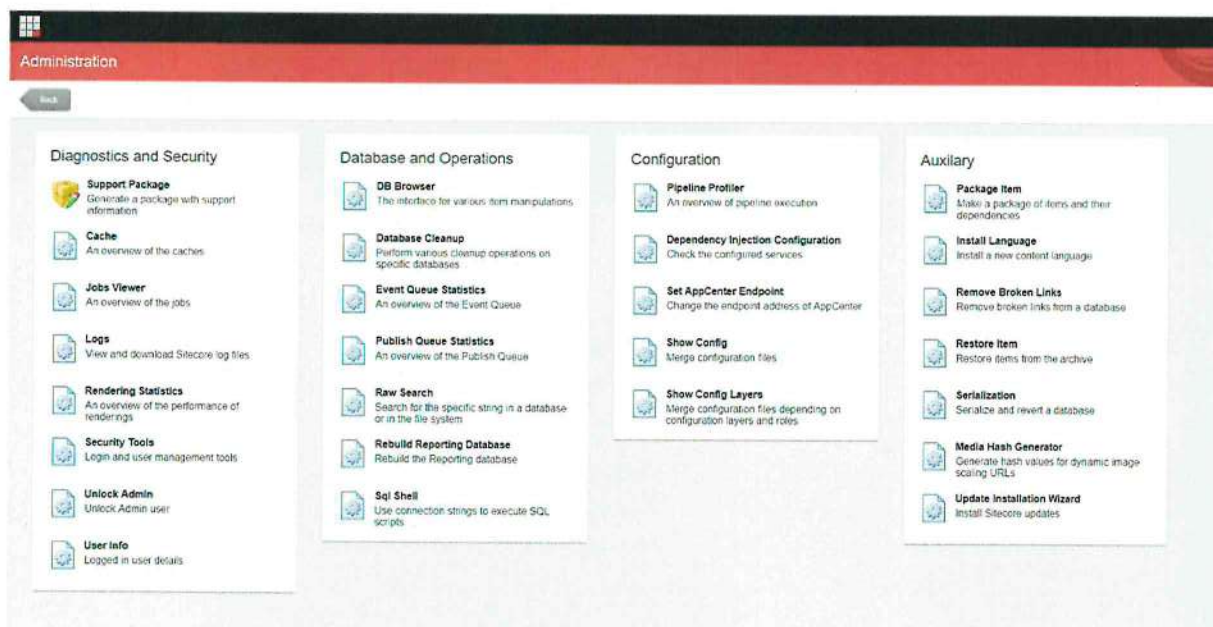 Administration
Back
Diagnostics and Security
Support Package
Generate a package with support
information
Cache
An overview of the caches
Jobs Viewer
An overview of the jobs
Logs
View and download Sitecore log files
Rendering Statistics
An overview of the performance of
renderings
Security Tools
Login and user management tools
Unlock Admin
Unlock Admin user
User Info
Logged in user details
Database and Operations
DB Browser
The interface for various item manipulations
Database Cleanup
Perform various cleanup operations on
specific databases
Event Queue Statistics
An overview of the Event Queue
Publish Queue Statistics
An overview of the Publish Queue
Raw Search
Search for the specific string in a database
or in the file system
Rebuild Reporting Database
Rebuild the Reporting database
Sql Shell
Use connection strings to execute SQL
scripts
Configuration
Pipeline Profiler
An overview of pipeline execution
Dependency Injection Configuration
Check the configured services
Set AppCenter Endpoint
Change the endpoint address of AppCenter
Show Config
Merge configuration files
Show Config Layers
Merge configuration files depending on
configuration layers and roles
Auxilary
Package Item
Make a package of items and their
dependencies
Install Language
Install a new content language
Remove Broken Links
Remove broken links from a database
Restore Item
Restore items from the archive
Serialization
Serialize and revert a database
Media Hash Generator
Generate hash values for dynamic image
scaling URLs
Update Installation Wizard
Install Sitecore updates